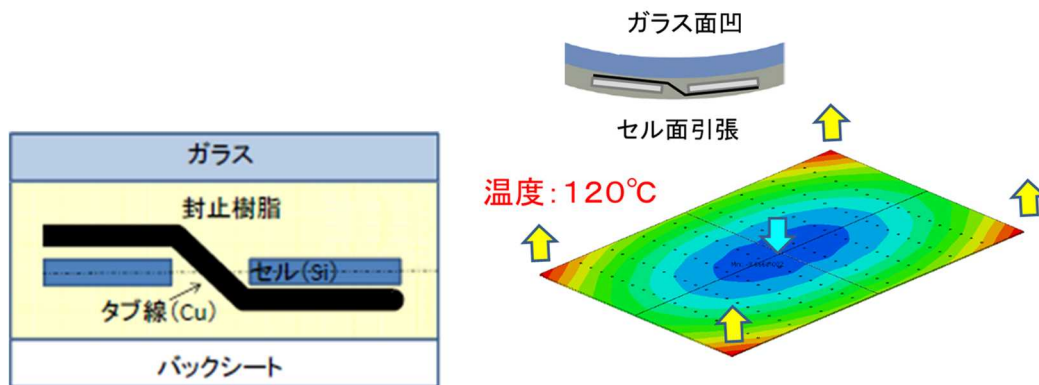 ガラス面凹
セル面引張
温度:120℃
ガラス
封止樹脂
セル(Si)
タブ線(Cu)
バックシート